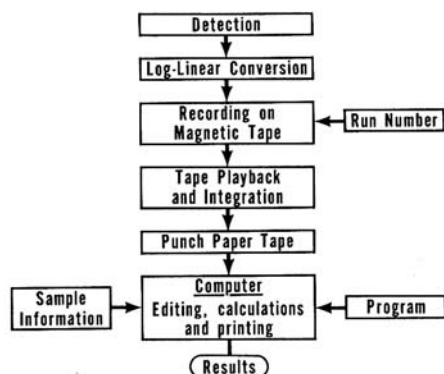 Detection
Log-Linear Conversion
Recording on
Magnetic Tape
Run Number
Tape Playback
and Integration
Punch Paper Tape
Sample
Information
Computer
Editing, calculations
and printing
Program
Results